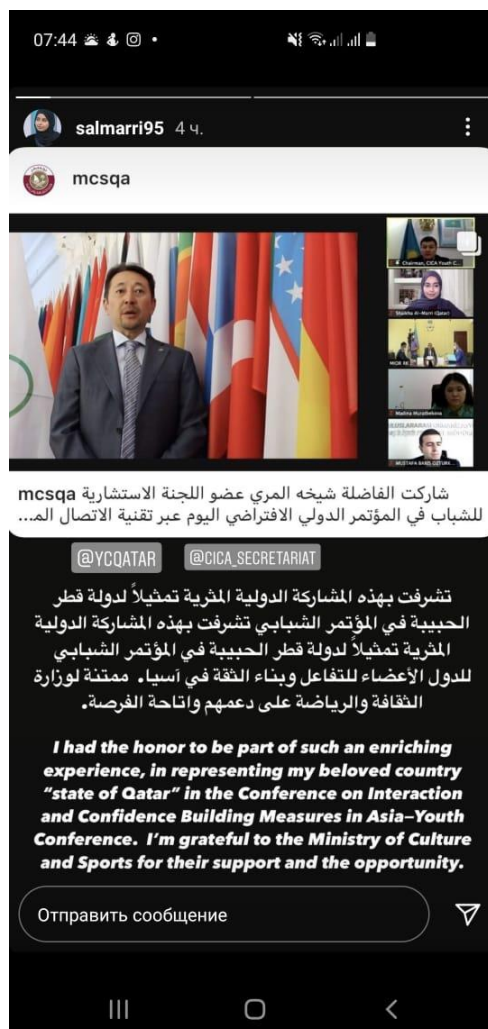 07:44
salmarri95 4 ч.
mcsqa
Chairman, CICA Youth C...
Shaikha Al-Marri (Qatar)
MUSTAFA BARIS OZTURK...
mcsqa شاركت الفاضلة شيخه المري عضو اللجنة الاستشارية
للشباب في المؤتمر الدولي الافتراضي اليوم عبر تقنية الاتصال المـ...
@YCQATAR @CICA_SECRETARIAT
تشرفت بهذه المشاركة الدولية المثرية تمثيلاً لدولة قطر
الحبيبة في المؤتمر الشبابي تشرفت بهذه المشاركة الدولية
المثرية تمثيلاً لدولة قطر الحبيبة في المؤتمر الشبابي
للدول الأعضاء للتفاعل وبناء الثقة في آسيا. ممتنة لوزارة
الثقافة والرياضة على دعمهم واتاحة الفرصة.
I had the honor to be part of such an enriching
experience, in representing my beloved country
"state of Qatar" in the Conference on Interaction
and Confidence Building Measures in Asia–Youth
Conference. I'm grateful to the Ministry of Culture
and Sports for their support and the opportunity.
Отправить сообщение